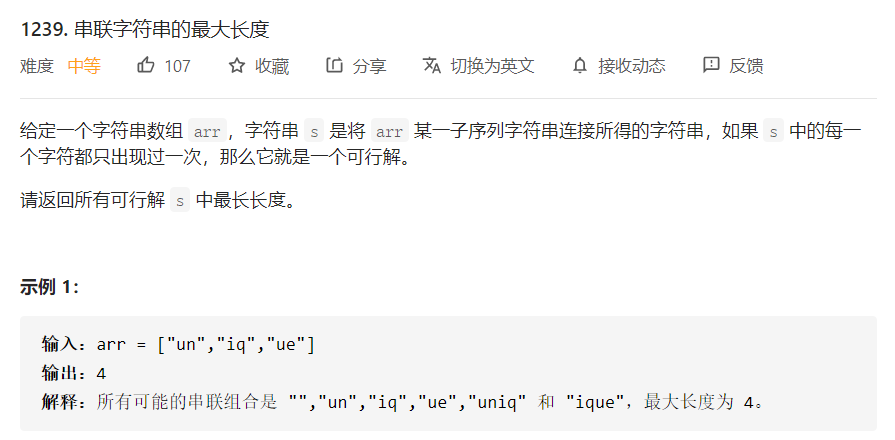 1239. 串联字符串的最大长度
难度 中等 107 收藏 分享 切换为英文 接收动态 反馈
给定一个字符串数组 arr，字符串 s 是将 arr 某一子序列字符串连接所得的字符串，如果 s 中的每一
个字符都只出现过一次，那么它就是一个可行解。
请返回所有可行解 s 中最长长度。
示例 1：
输入：arr = ["un","iq","ue"]
输出：4
解释：所有可能的串联组合是 "","un","iq","ue","uniq" 和 "ique"，最大长度为 4。